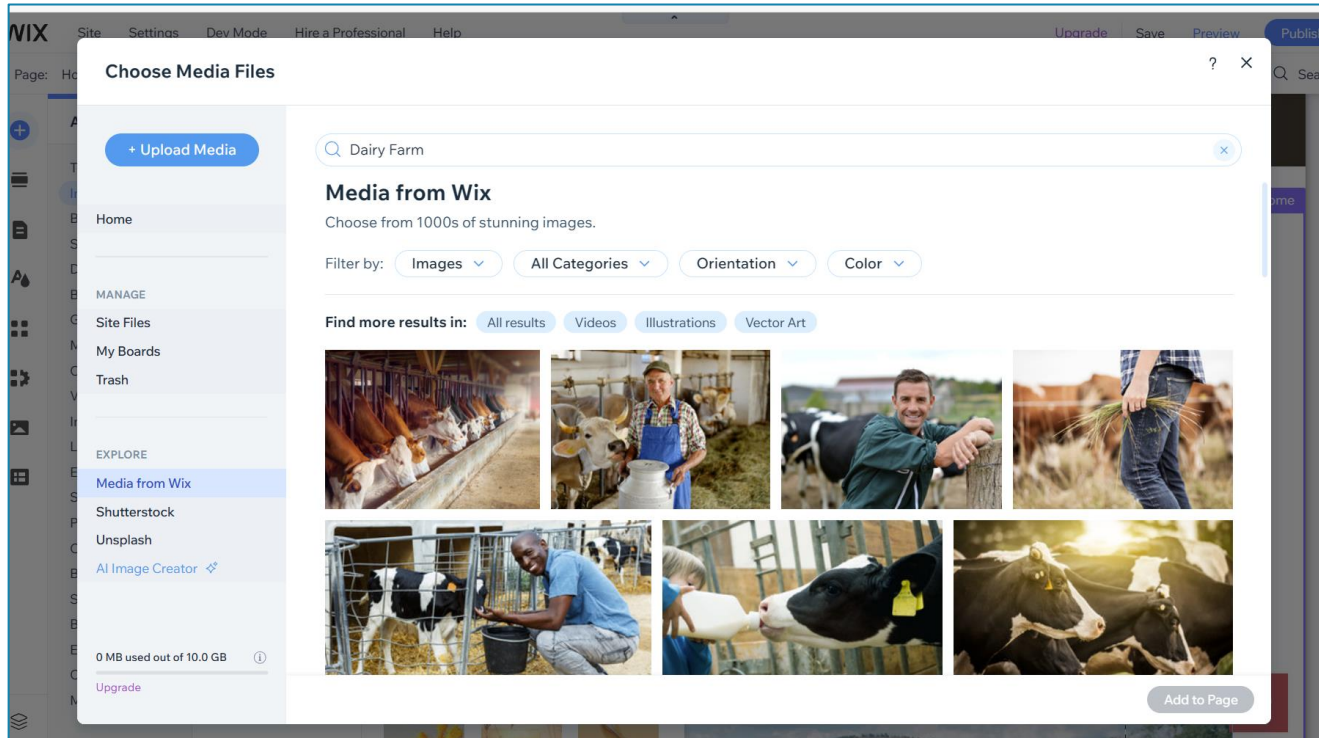 WIX Site Settings Dev Mode Hire a Professional Help Upgrade Save Preview
Page:
Choose Media Files ?
+ Upload Media
Home
MANAGE
Site Files
My Boards
Trash
EXPLORE
Media from Wix
Shutterstock
Unsplash
AI Image Creator
0 MB used out of 10.0 GB
Upgrade
Dairy Farm
Media from Wix
Choose from 1000s of stunning images.
Filter by: Images All Categories Orientation Color
Find more results in: All results Videos Illustrations Vector Art
Add to Page